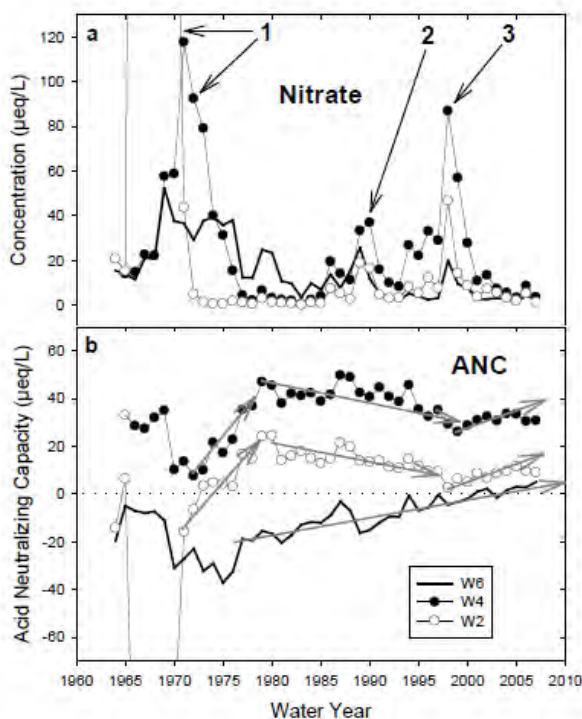 a
1
2
3
Nitrate
Concentration (µeq/L)
120
100
80
60
40
20
0
b
ANC
Acid Neutralizing Capacity (µeq/L)
60
40
20
0
-20
-40
-60
W6
W4
W2
1960 1965 1970 1975 1980 1985 1990 1995 2000 2005 2010
Water Year